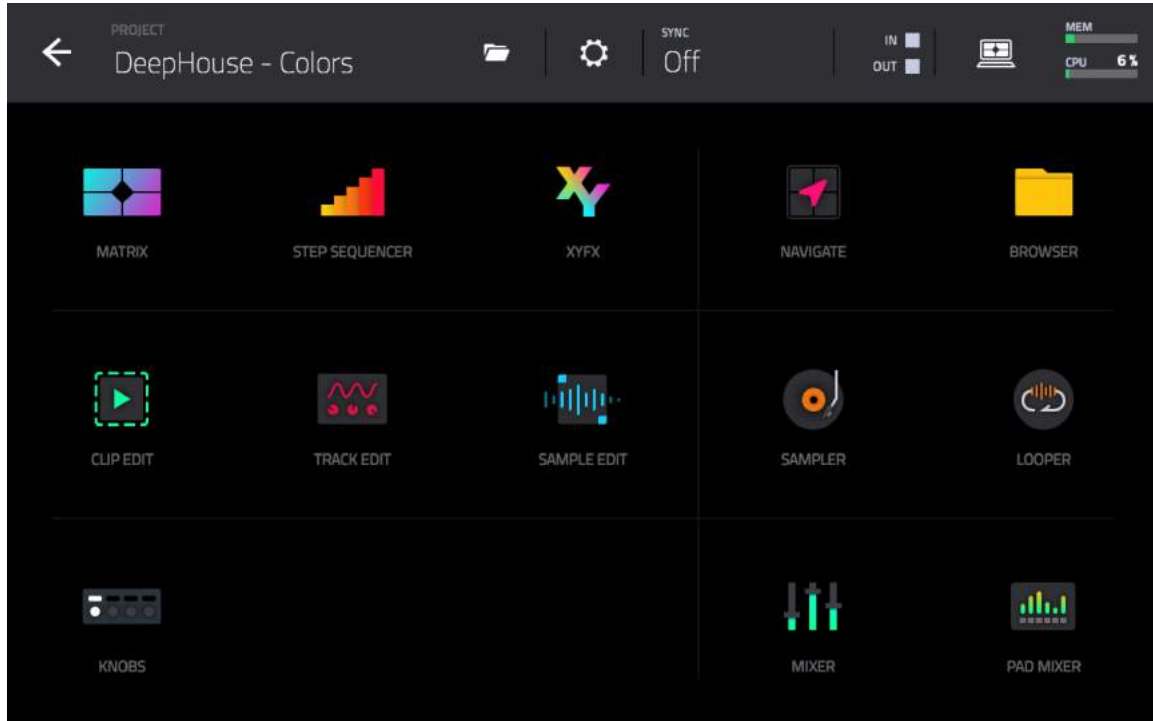 PROJECT
DeepHouse - Colors
SYNC
Off
IN
OUT
MEM
CPU 6%
MATRIX
STEP SEQUENCER
XYFX
NAVIGATE
BROWSER
CLIP EDIT
TRACK EDIT
SAMPLE EDIT
SAMPLER
LOOPER
KNOBS
MIXER
PAD MIXER